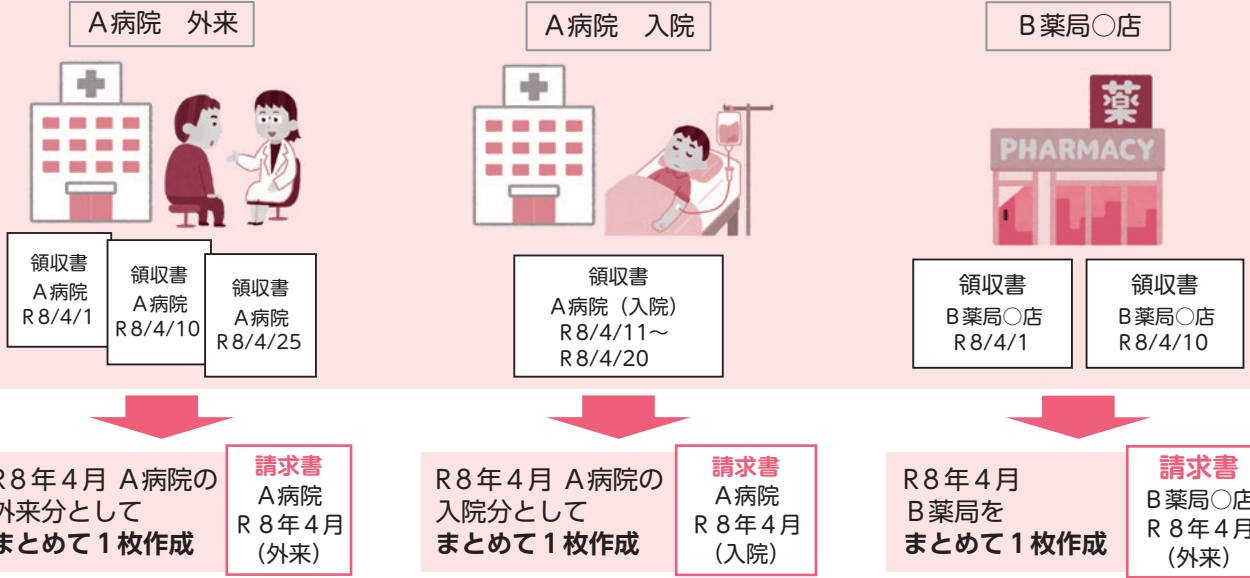 A病院　外来
領収書
A病院
R8/4/1
領収書
A病院
R8/4/10
領収書
A病院
R8/4/25
R8年4月 A病院の
外来分として
まとめて1枚作成
請求書
A病院
R8年4月
(外来)
A病院　入院
領収書
A病院（入院）
R8/4/11～
R8/4/20
R8年4月 A病院の
入院分として
まとめて1枚作成
請求書
A病院
R8年4月
(入院)
B薬局○店
薬
PHARMACY
領収書
B薬局○店
R8/4/1
領収書
B薬局○店
R8/4/10
R8年4月
B薬局を
まとめて1枚作成
請求書
B薬局○店
R8年4月
(外来)